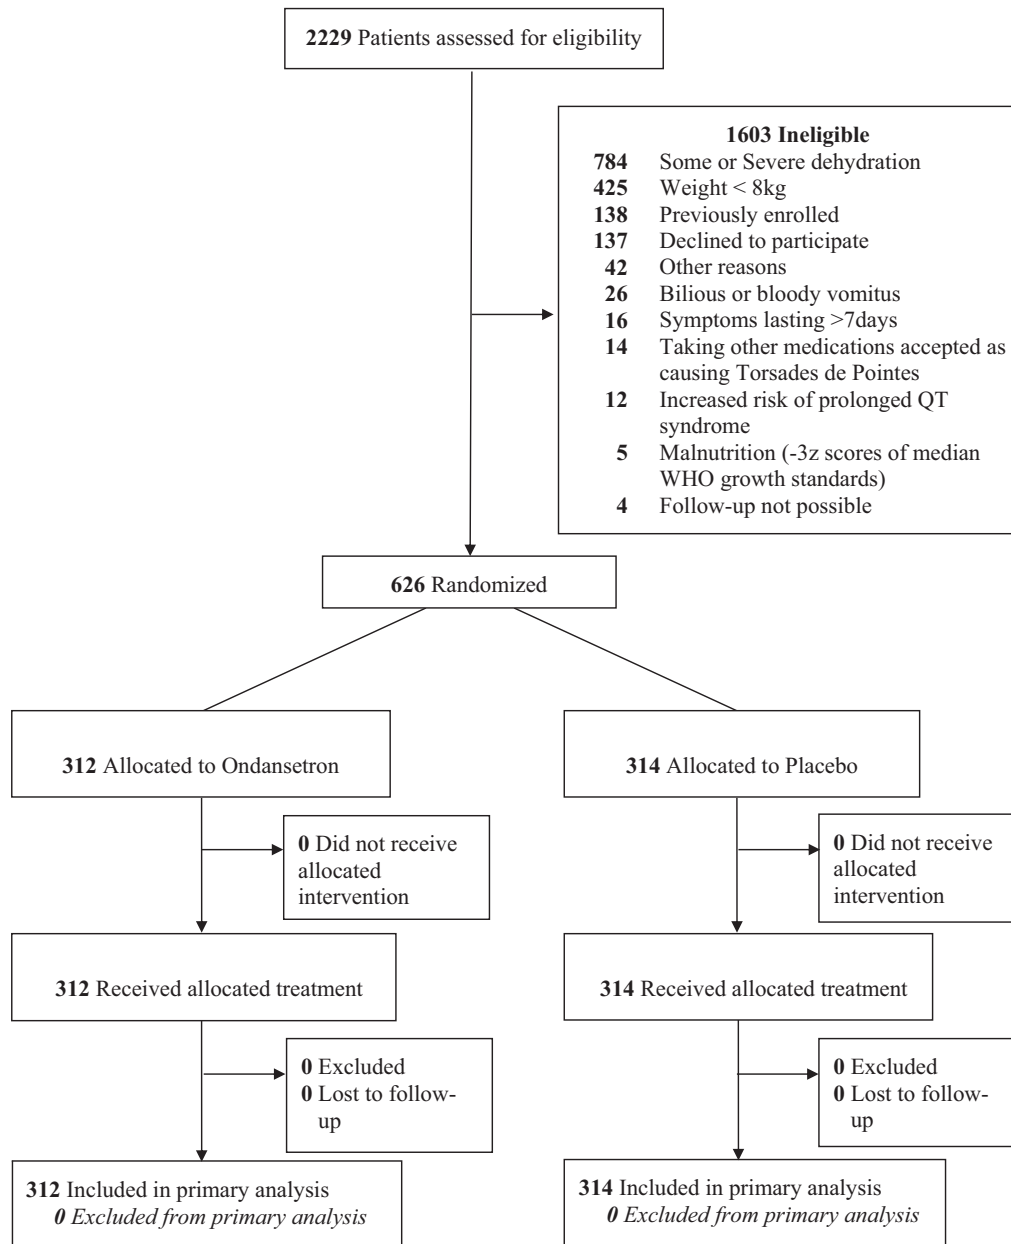 2229 Patients assessed for eligibility
1603 Ineligible
784 Some or Severe dehydration
425 Weight < 8kg
138 Previously enrolled
137 Declined to participate
42 Other reasons
26 Bilious or bloody vomitus
16 Symptoms lasting >7days
14 Taking other medications accepted as
causing Torsades de Pointes
12 Increased risk of prolonged QT
syndrome
5 Malnutrition (-3z scores of median
WHO growth standards)
4 Follow-up not possible
626 Randomized
312 Allocated to Ondansetron
314 Allocated to Placebo
0 Did not receive
allocated
intervention
0 Did not receive
allocated
intervention
312 Received allocated treatment
314 Received allocated treatment
0 Excluded
0 Lost to follow-
up
0 Excluded
0 Lost to follow-
up
312 Included in primary analysis
0 Excluded from primary analysis
314 Included in primary analysis
0 Excluded from primary analysis